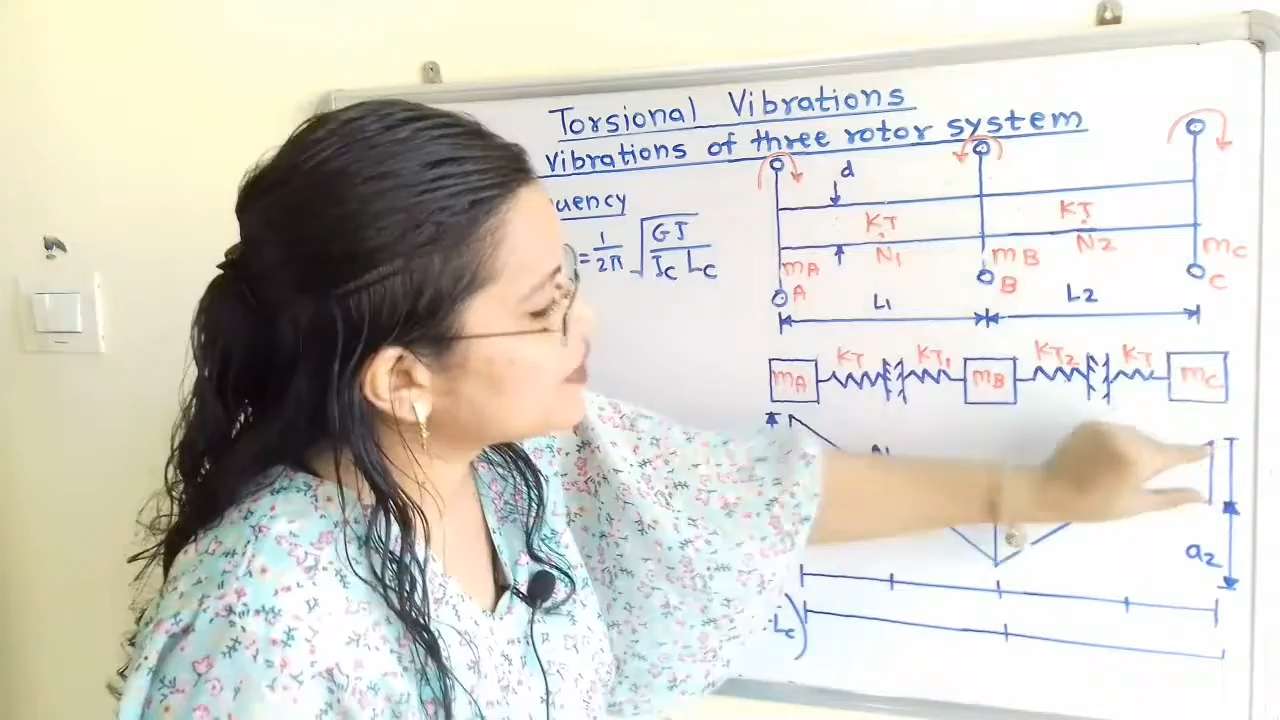 Torsional Vibrations
vibrations of three rotor system
uency
= 1/2π √(GJ / Ic Lc)
d
KT
KT
N1
N2
mA
mB
mC
A
B
C
L1
L2
KT
KT1
KT2
KT
mA
mB
mC
a2
Lc)